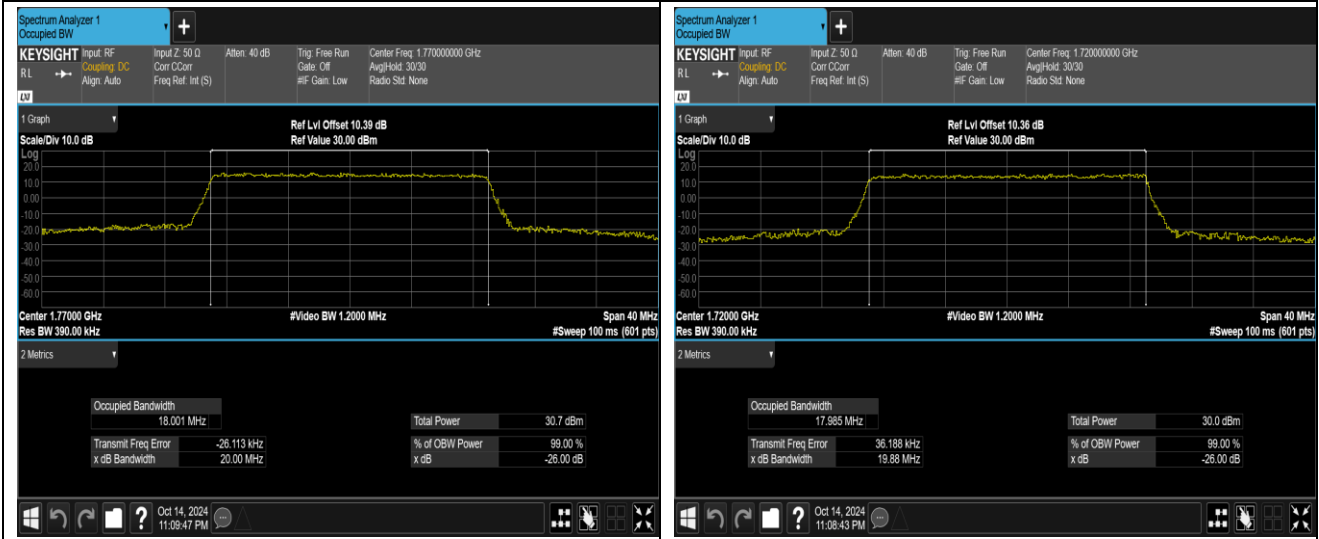 Spectrum Analyzer 1
Occupied BW
+
KEYSIGHT Input: RF Input Z: 50 Ω Atten: 40 dB Trig: Free Run Center Freq: 1.770000000 GHz
RL Coupling: DC Corr CCorr Gate: Off Avg|Hold: 30/30
Align: Auto Freq Ref: Int (S) #IF Gain: Low Radio Std: None
LXI
1 Graph
Ref Lvl Offset 10.39 dB
Scale/Div 10.0 dB Ref Value 30.00 dBm
Log
20.0
10.0
0.00
-10.0
-20.0
-30.0
-40.0
-50.0
-60.0
Center 1.77000 GHz #Video BW 1.2000 MHz Span 40 MHz
Res BW 390.00 kHz #Sweep 100 ms (601 pts)
2 Metrics
Occupied Bandwidth
18.001 MHz Total Power 30.7 dBm
Transmit Freq Error -26.113 kHz % of OBW Power 99.00 %
x dB Bandwidth 20.00 MHz x dB -26.00 dB
?
Oct 14, 2024
11:09:47 PM
Spectrum Analyzer 1
Occupied BW
+
KEYSIGHT Input: RF Input Z: 50 Ω Atten: 40 dB Trig: Free Run Center Freq: 1.720000000 GHz
RL Coupling: DC Corr CCorr Gate: Off Avg|Hold: 30/30
Align: Auto Freq Ref: Int (S) #IF Gain: Low Radio Std: None
LXI
1 Graph
Ref Lvl Offset 10.36 dB
Scale/Div 10.0 dB Ref Value 30.00 dBm
Log
20.0
10.0
0.00
-10.0
-20.0
-30.0
-40.0
-50.0
-60.0
Center 1.72000 GHz #Video BW 1.2000 MHz Span 40 MHz
Res BW 390.00 kHz #Sweep 100 ms (601 pts)
2 Metrics
Occupied Bandwidth
17.985 MHz Total Power 30.0 dBm
Transmit Freq Error 36.188 kHz % of OBW Power 99.00 %
x dB Bandwidth 19.88 MHz x dB -26.00 dB
?
Oct 14, 2024
11:08:43 PM